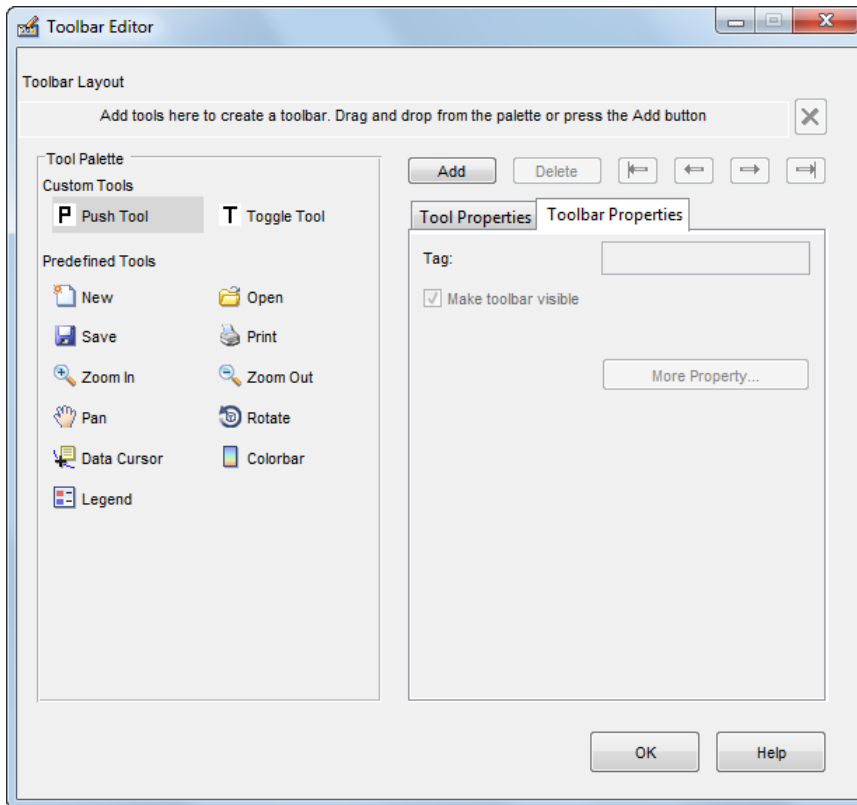 Toolbar Editor
Toolbar Layout
Add tools here to create a toolbar. Drag and drop from the palette or press the Add button
Tool Palette
Custom Tools
P Push Tool
T Toggle Tool
Predefined Tools
New
Open
Save
Print
Zoom In
Zoom Out
Pan
Rotate
Data Cursor
Colorbar
Legend
Add
Delete
Tool Properties
Toolbar Properties
Tag:
Make toolbar visible
More Property...
OK
Help